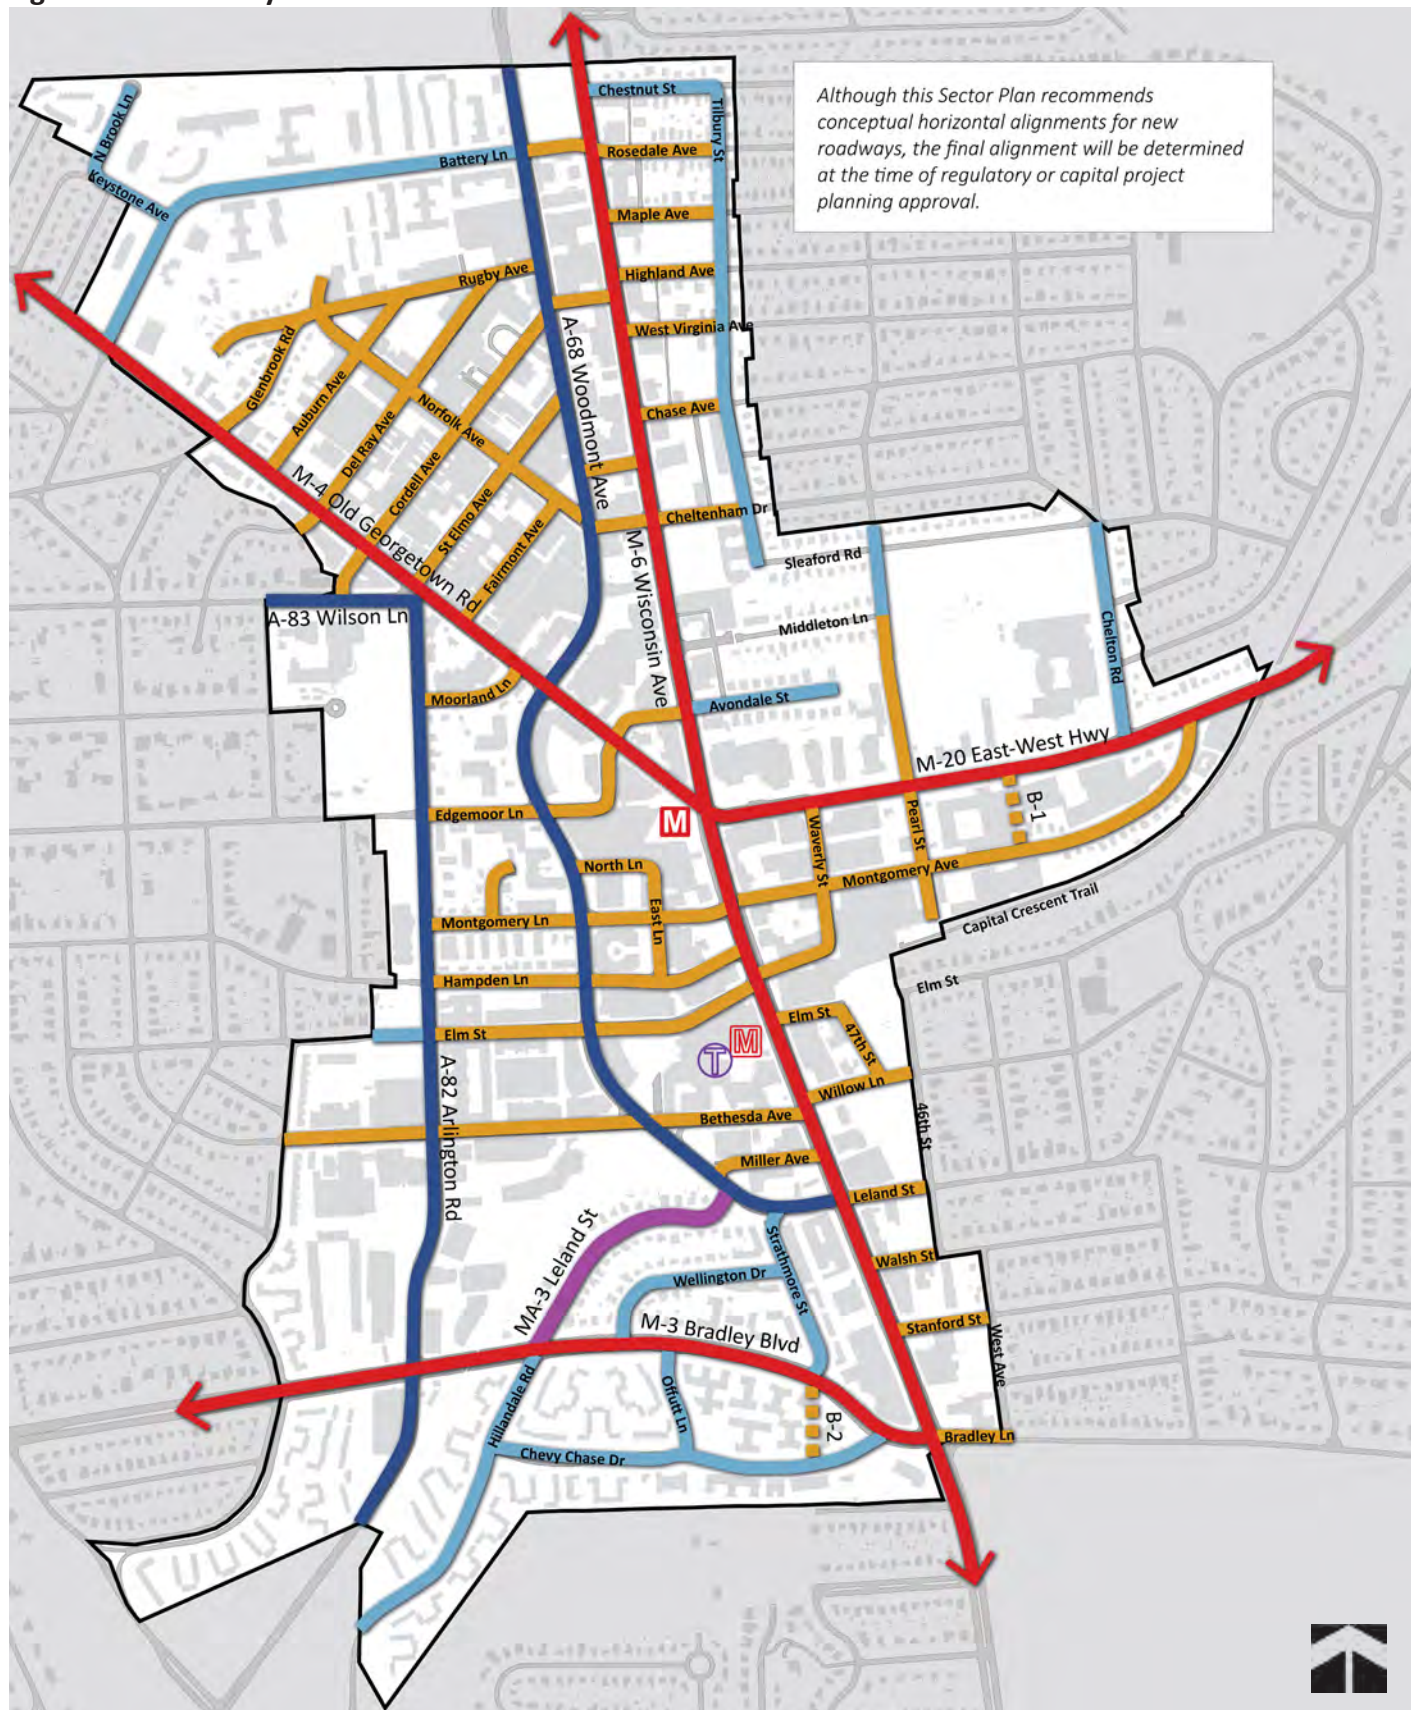 Although this Sector Plan recommends
conceptual horizontal alignments for new
roadways, the final alignment will be determined
at the time of regulatory or capital project
planning approval.
N Brook Ln
Keystone Ave
Battery Ln
Chestnut St
Tilbury St
Rosedale Ave
Maple Ave
Highland Ave
West Virginia Ave
Chase Ave
Cheltenham Dr
Rugby Ave
Glenbrook Rd
Auburn Ave
Del Ray Ave
Norfolk Ave
Cordell Ave
St Elmo Ave
Fairmont Ave
A-68 Woodmont Ave
M-4 Old Georgetown Rd
M-6 Wisconsin Ave
A-83 Wilson Ln
Sleaford Rd
Middleton Ln
Chelton Rd
Avondale St
Moorland Ln
M-20 East-West Hwy
B-1
Edgemoor Ln
M
Waverly St
Pearl St
Montgomery Ave
North Ln
East Ln
Montgomery Ln
Capital Crescent Trail
Hampden Ln
Elm St
Elm St
Elm St
47th St
M
T
Willow Ln
46th St
A-82 Arlington Rd
Bethesda Ave
Miller Ave
Leland St
MA-3 Leland St
Strathmore St
Walsh St
Wellington Dr
M-3 Bradley Blvd
Stanford St
West Ave
Hillandale Rd
Offutt Ln
B-2
Bradley Ln
Chevy Chase Dr